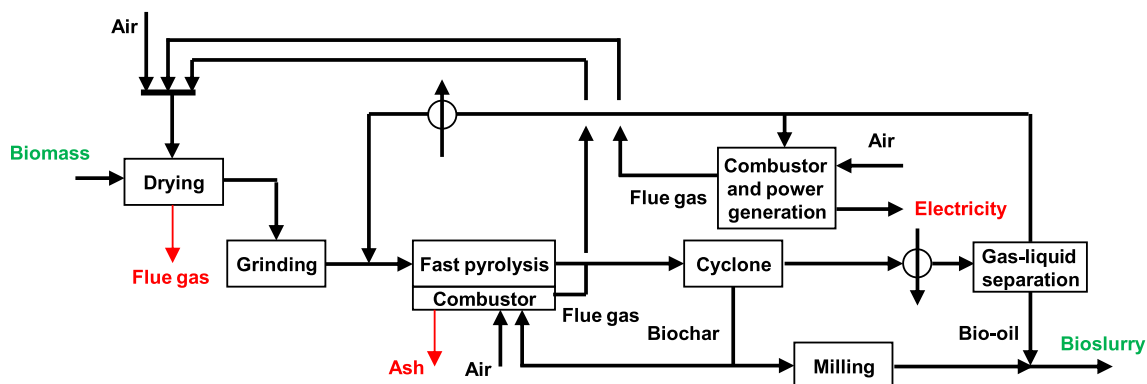 Air
Biomass
Drying
Flue gas
Grinding
Fast pyrolysis
Combustor
Flue gas
Ash
Air
Cyclone
Biochar
Milling
Combustor
and power
generation
Flue gas
Air
Electricity
Gas-liquid
separation
Bio-oil
Bioslurry